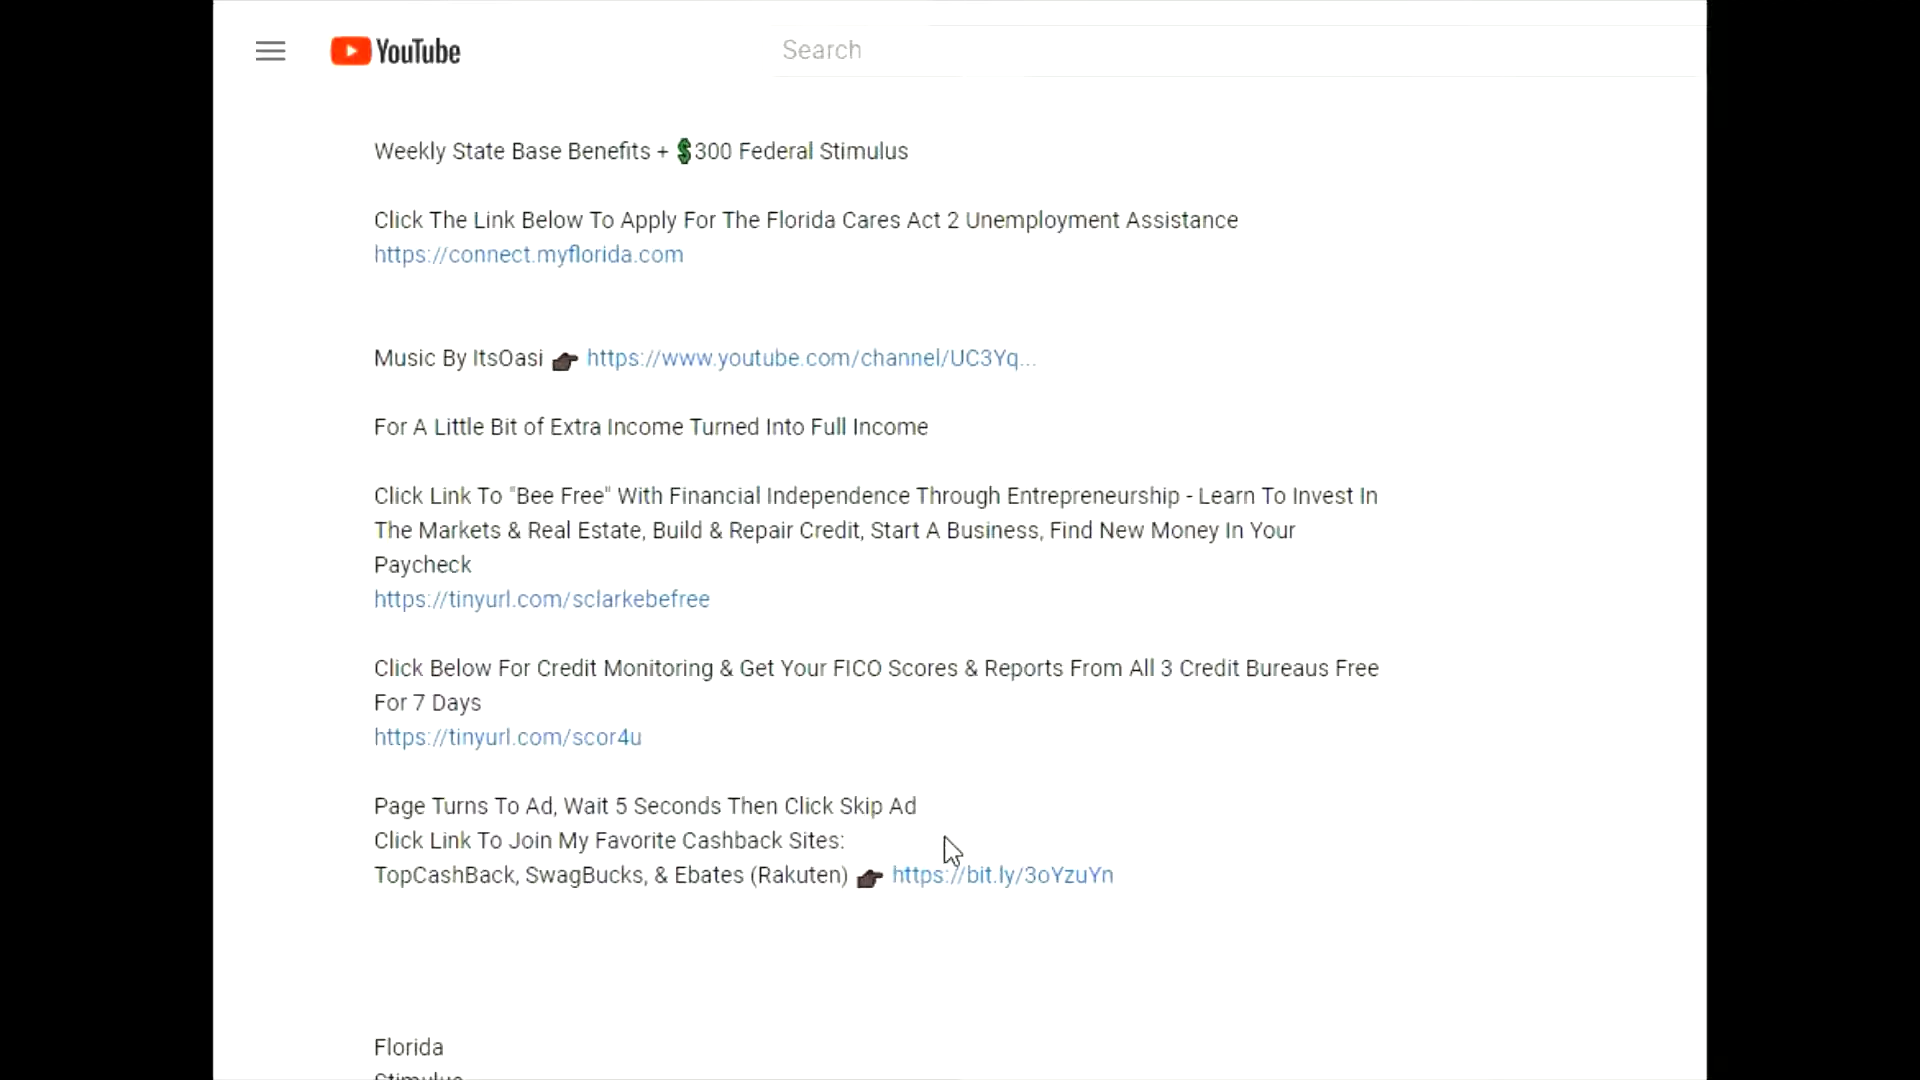 YouTube
Search
Weekly State Base Benefits + 💲300 Federal Stimulus
Click The Link Below To Apply For The Florida Cares Act 2 Unemployment Assistance
https://connect.myflorida.com
Music By ItsOasi 👉🏿 https://www.youtube.com/channel/UC3Yq...
For A Little Bit of Extra Income Turned Into Full Income
Click Link To "Bee Free" With Financial Independence Through Entrepreneurship - Learn To Invest In
The Markets & Real Estate, Build & Repair Credit, Start A Business, Find New Money In Your
Paycheck
https://tinyurl.com/sclarkebefree
Click Below For Credit Monitoring & Get Your FICO Scores & Reports From All 3 Credit Bureaus Free
For 7 Days
https://tinyurl.com/scor4u
Page Turns To Ad, Wait 5 Seconds Then Click Skip Ad
Click Link To Join My Favorite Cashback Sites:
TopCashBack, SwagBucks, & Ebates (Rakuten) 👉🏿 https://bit.ly/3oYzuYn
Florida
Stimulus